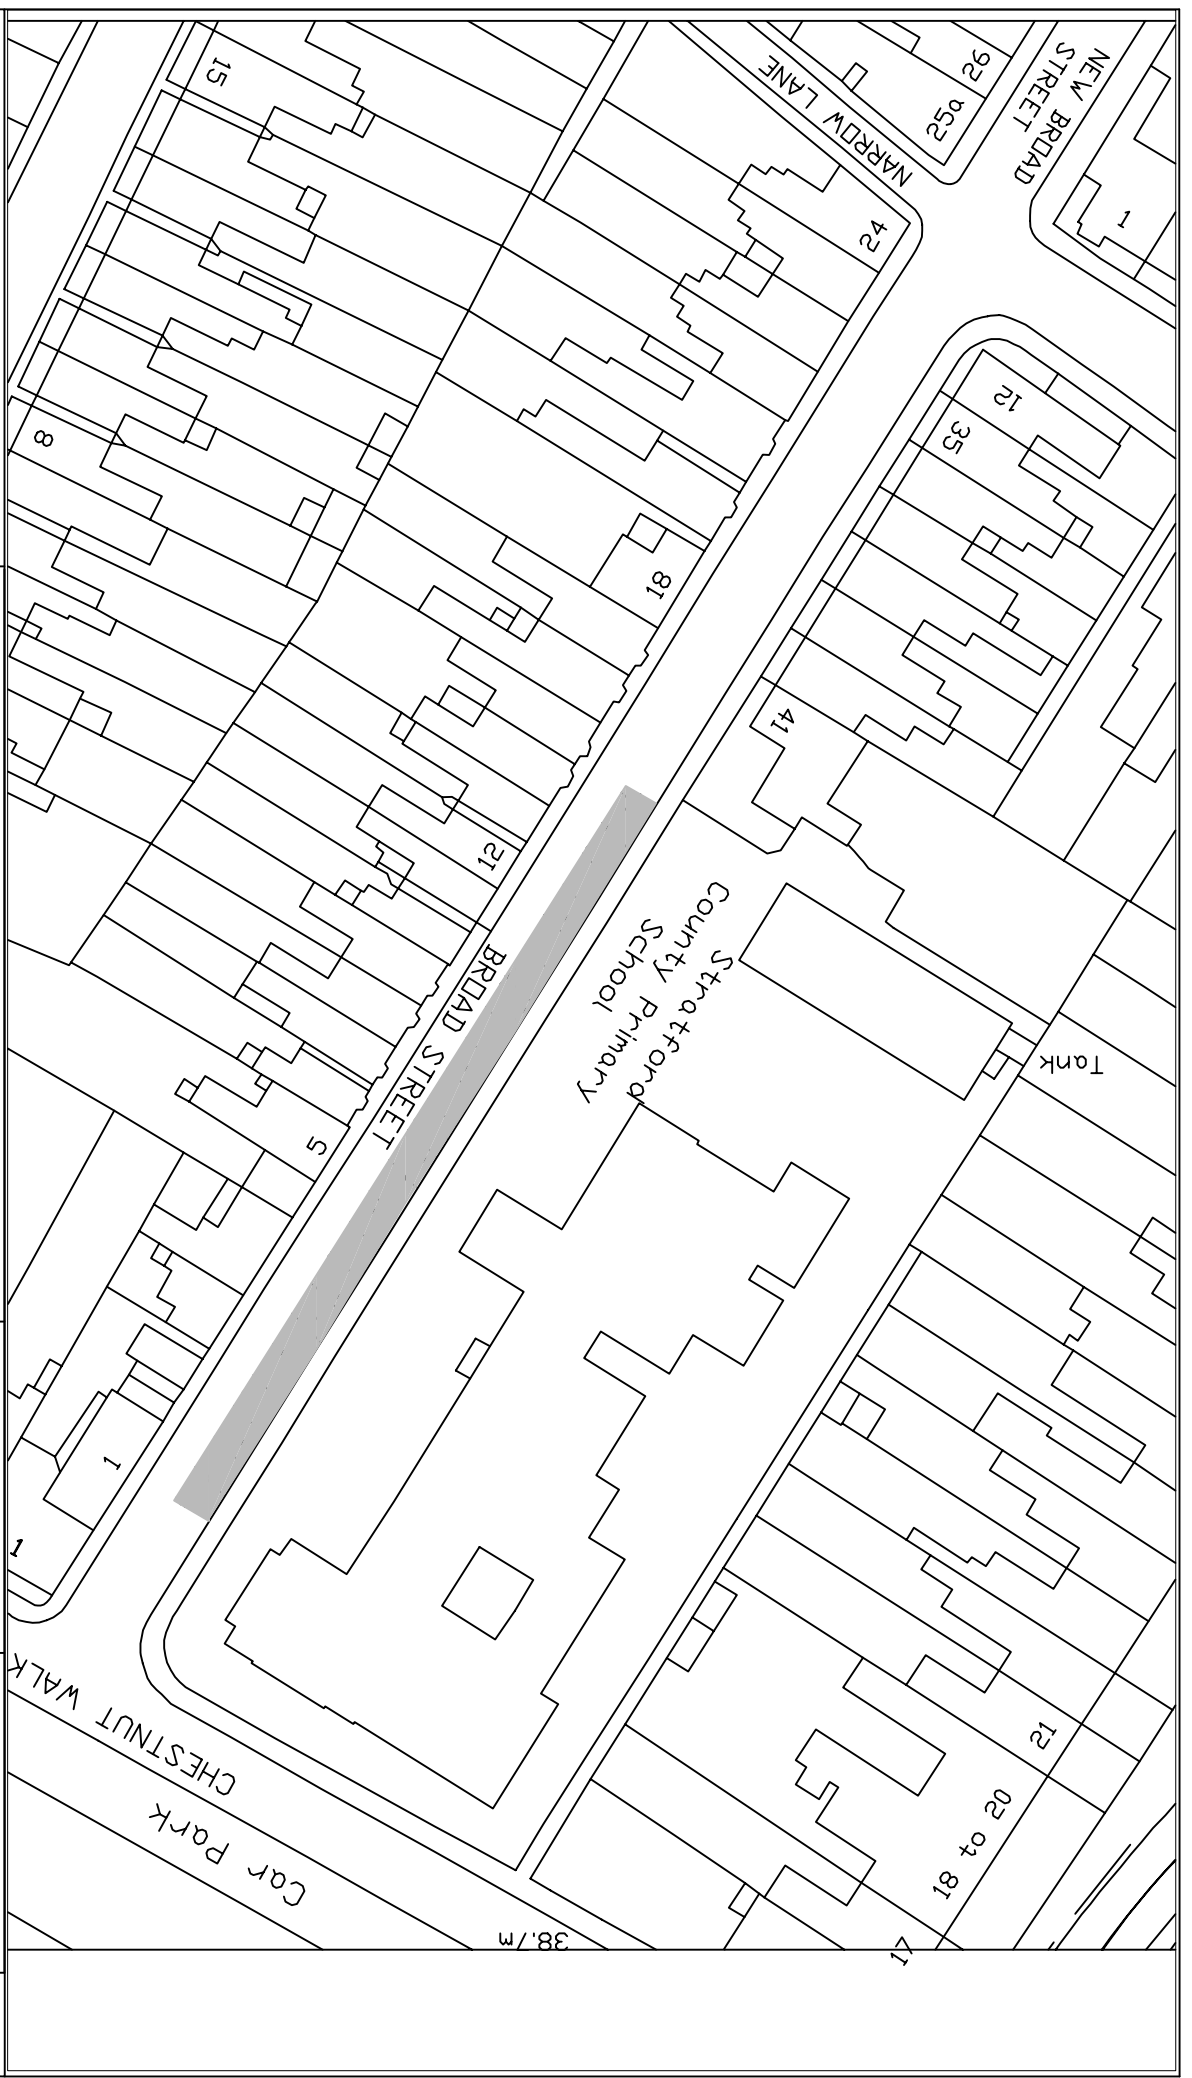 15
NARROW LANE
26
25a
NEW BROAD
STREET
1
24
12
35
8
18
41
12
Stratford
County Primary
School
BROAD STREET
Tank
5
1
1
CHESTNUT WALK
Car Park
21
18 to 20
38.7m
17